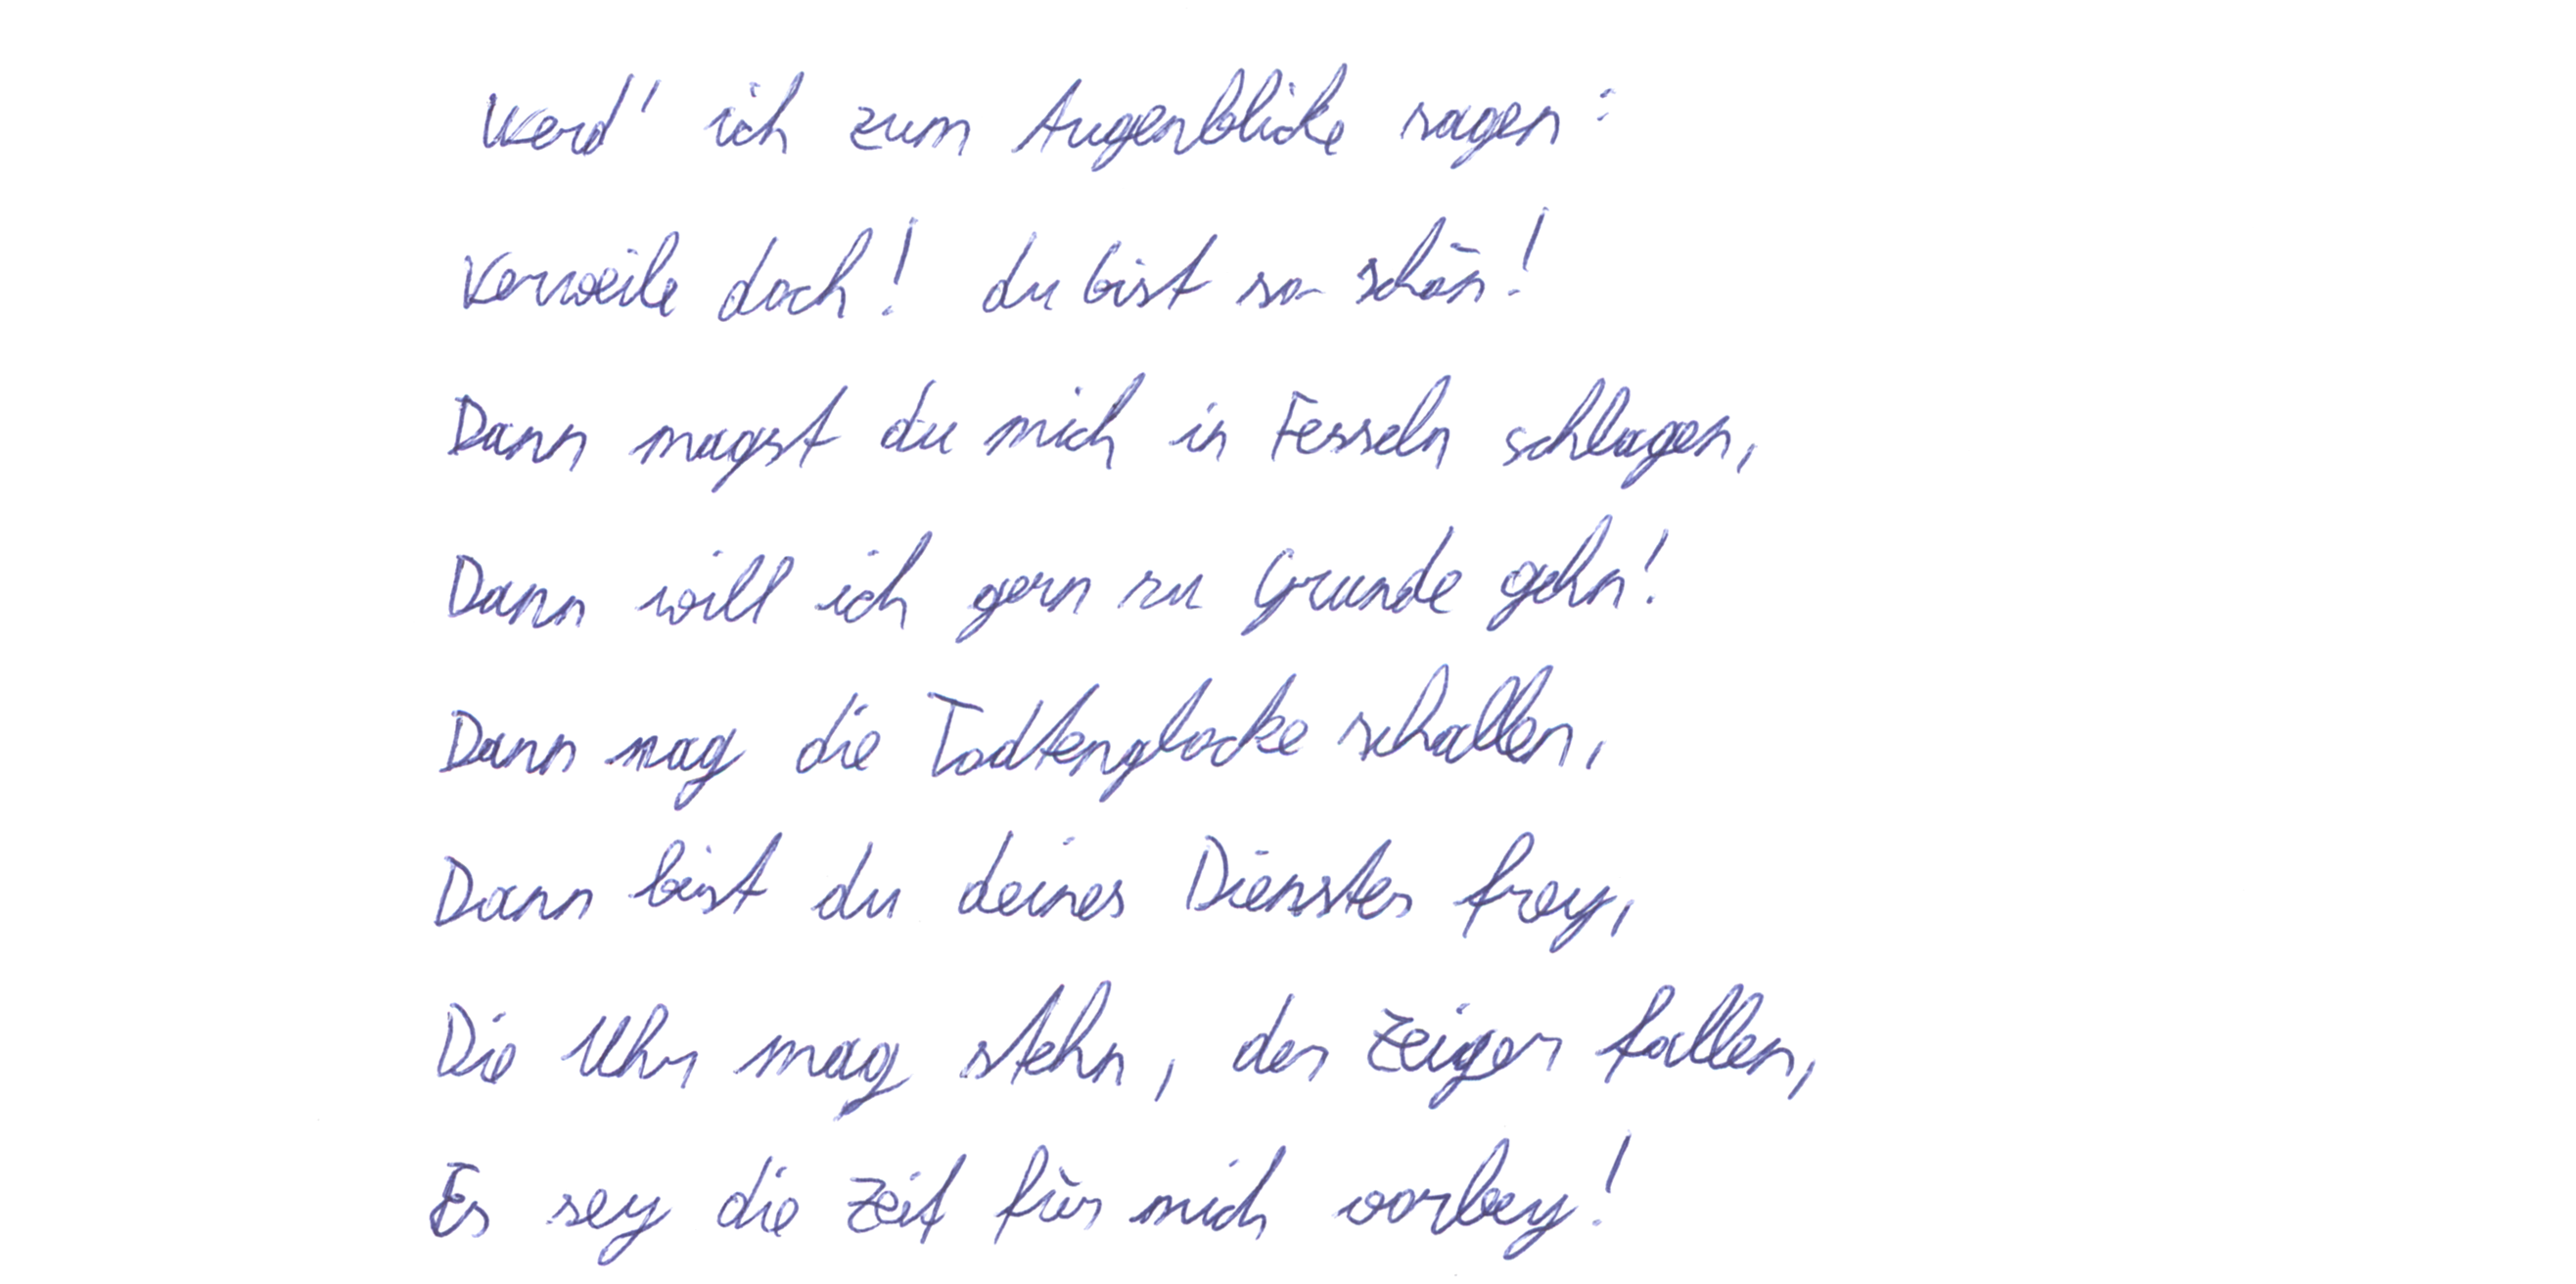 Werd' ich zum Augenblicke sagen:
Verweile doch! du bist so schön!
Dann magst du mich in Fesseln schlagen,
Dann will ich gern zu Grunde gehn!
Dann mag die Todtenglocke schallen,
Dann bist du deines Dienstes frey,
Die Uhr mag stehn, der Zeiger fallen,
Es sey die Zeit für mich vorbey!